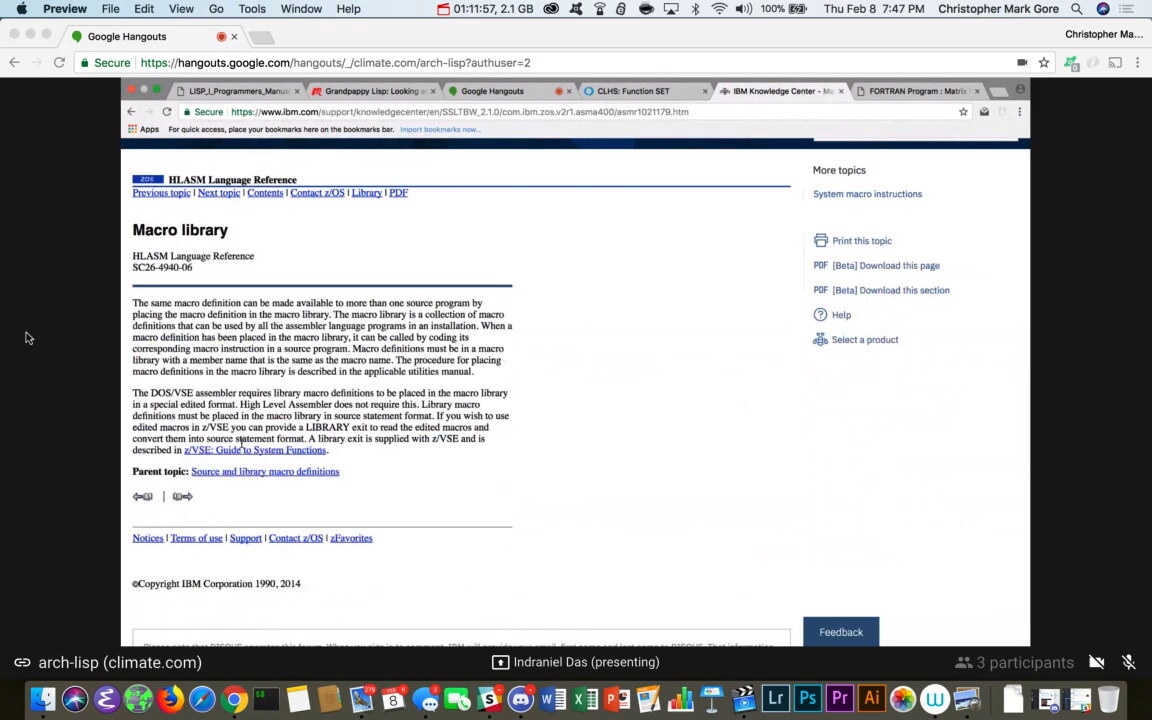 Preview File Edit View Go Tools Window Help 01:11:57, 2.1 GB 100% Thu Feb 8 7:47 PM Christopher Mark Gore
Google Hangouts Christopher Ma...
Secure https://hangouts.google.com/hangouts/_/climate.com/arch-lisp?authuser=2
LISP_I_Programmers_Manua Grandpappy Lisp: Looking a Google Hangouts CLHS: Function SET IBM Knowledge Center - Ma FORTRAN Program : Matrix
Secure https://www.ibm.com/support/knowledgecenter/en/SSLTBW_2.1.0/com.ibm.zos.v2r1.asma400/asmr1021179.htm
Apps For quick access, place your bookmarks here on the bookmarks bar. Import bookmarks now...
z/OS HLASM Language Reference
Previous topic | Next topic | Contents | Contact z/OS | Library | PDF
Macro library
HLASM Language Reference
SC26-4940-06
The same macro definition can be made available to more than one source program by
placing the macro definition in the macro library. The macro library is a collection of macro
definitions that can be used by all the assembler language programs in an installation. When a
macro definition has been placed in the macro library, it can be called by coding its
corresponding macro instruction in a source program. Macro definitions must be in a macro
library with a member name that is the same as the macro name. The procedure for placing
macro definitions in the macro library is described in the applicable utilities manual.
The DOS/VSE assembler requires library macro definitions to be placed in the macro library
in a special edited format. High Level Assembler does not require this. Library macro
definitions must be placed in the macro library in source statement format. If you wish to use
edited macros in z/VSE you can provide a LIBRARY exit to read the edited macros and
convert them into source statement format. A library exit is supplied with z/VSE and is
described in z/VSE: Guide to System Functions.
Parent topic: Source and library macro definitions
Notices | Terms of use | Support | Contact z/OS | zFavorites
©Copyright IBM Corporation 1990, 2014
More topics
System macro instructions
Print this topic
PDF [Beta] Download this page
PDF [Beta] Download this section
Help
Select a product
Feedback
arch-lisp (climate.com) Indraniel Das (presenting) 3 participants
279 8 Lr Ps Pr Ai